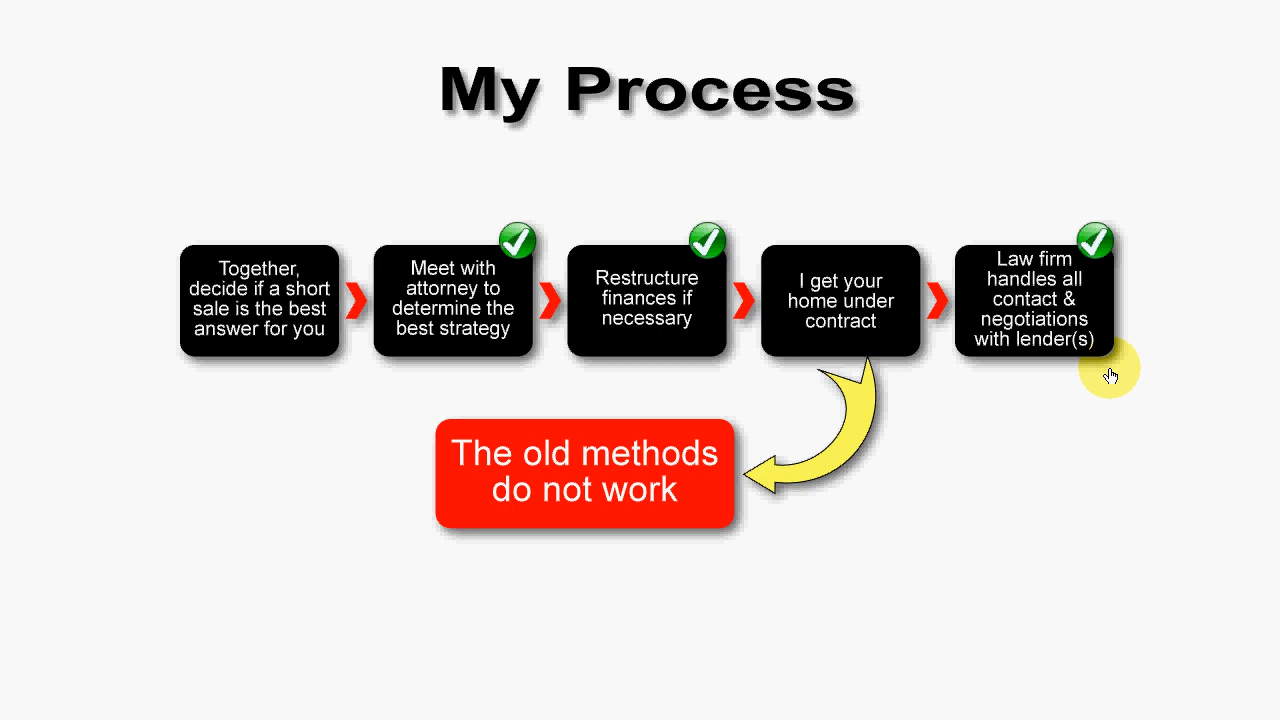 My Process
Together,
decide if a short
sale is the best
answer for you
Meet with
attorney to
determine the
best strategy
Restructure
finances if
necessary
I get your
home under
contract
Law firm
handles all
contact &
negotiations
with lender(s)
The old methods
do not work